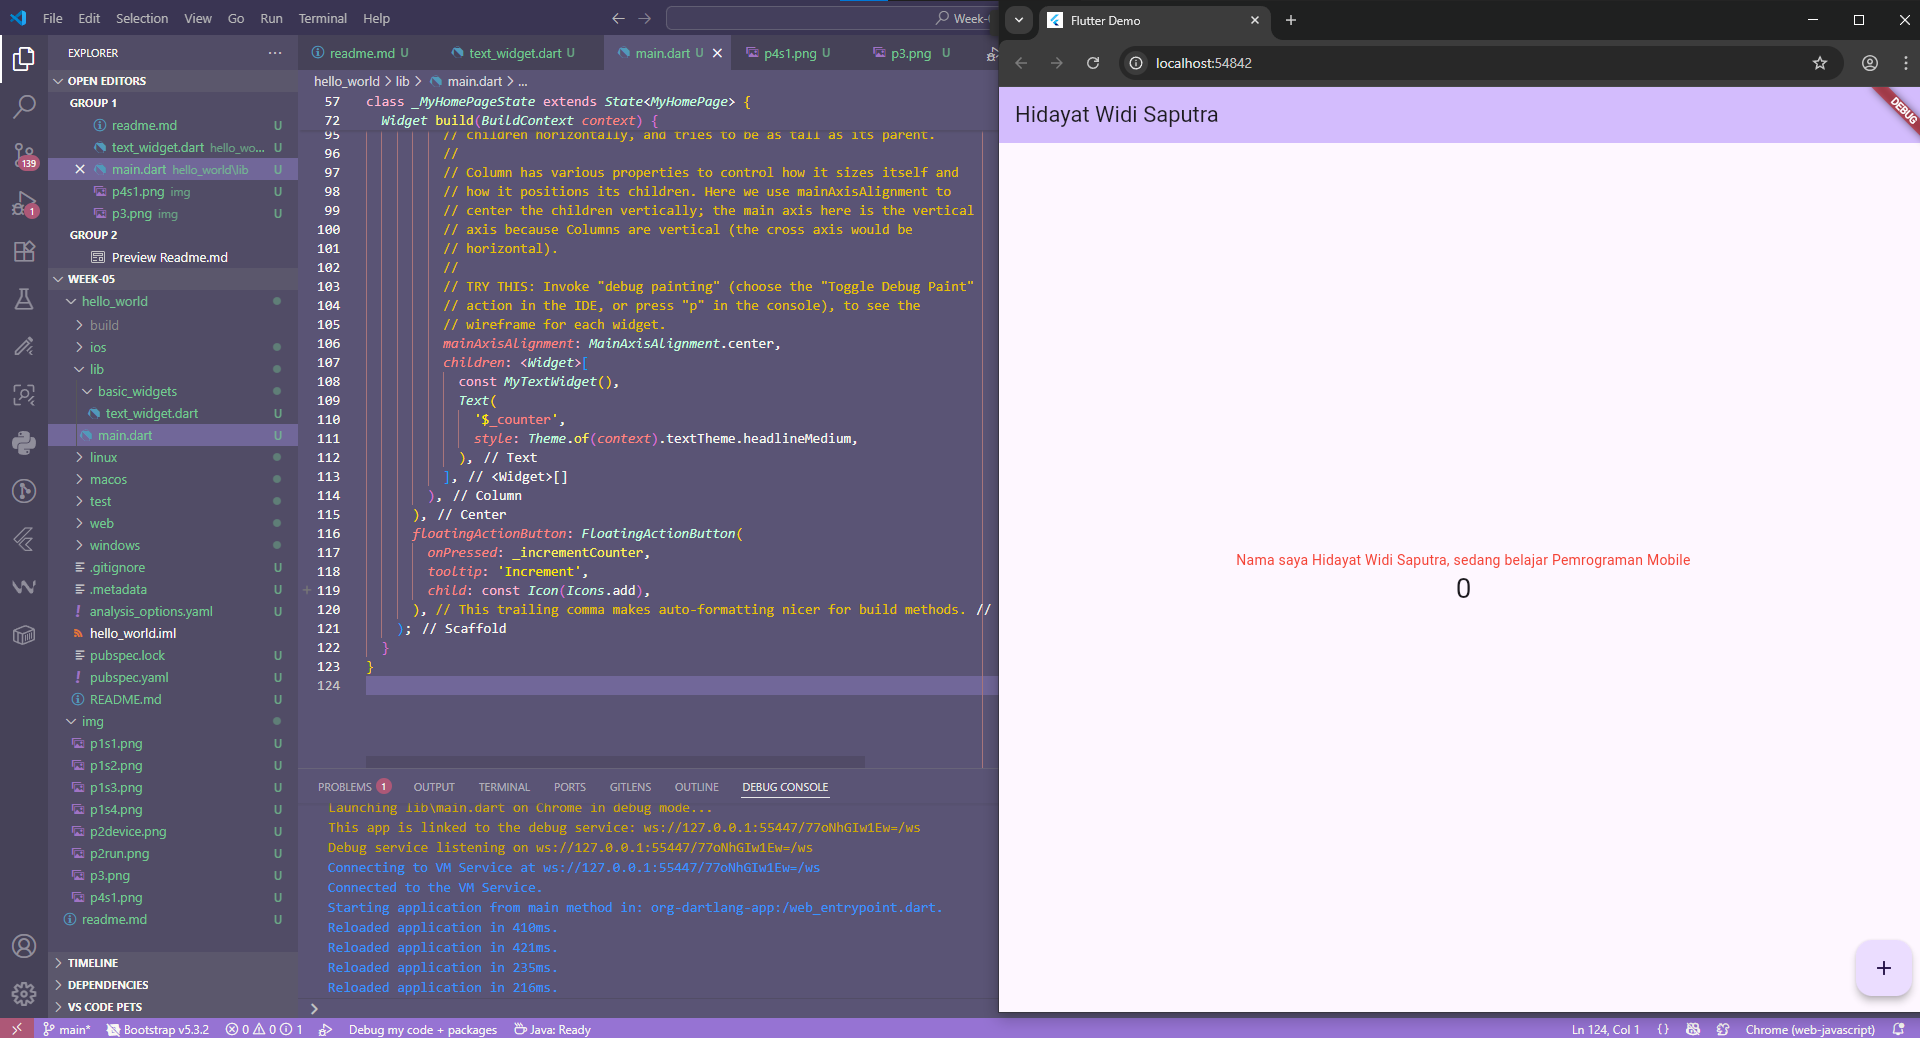 File Edit Selection View Go Run Terminal Help
Week-
EXPLORER
OPEN EDITORS
GROUP 1
readme.md U
text_widget.dart hello_wo... U
main.dart hello_world\lib U
p4s1.png img U
p3.png img U
GROUP 2
Preview Readme.md
WEEK-05
hello_world
build
ios
lib
basic_widgets
text_widget.dart U
main.dart U
linux
macos
test
web
windows
.gitignore U
.metadata U
analysis_options.yaml U
hello_world.iml
pubspec.lock U
pubspec.yaml U
README.md U
img
p1s1.png U
p1s2.png U
p1s3.png U
p1s4.png U
p2device.png U
p2run.png U
p3.png U
p4s1.png U
readme.md U
TIMELINE
DEPENDENCIES
VS CODE PETS
139
1
readme.md U text_widget.dart U main.dart U p4s1.png U p3.png U
hello_world > lib > main.dart > ...
57 class _MyHomePageState extends State<MyHomePage> {
72 Widget build(BuildContext context) {
95 // children horizontally, and tries to be as tall as its parent.
96 //
97 // Column has various properties to control how it sizes itself and
98 // how it positions its children. Here we use mainAxisAlignment to
99 // center the children vertically; the main axis here is the vertical
100 // axis because Columns are vertical (the cross axis would be
101 // horizontal).
102 //
103 // TRY THIS: Invoke "debug painting" (choose the "Toggle Debug Paint"
104 // action in the IDE, or press "p" in the console), to see the
105 // wireframe for each widget.
106 mainAxisAlignment: MainAxisAlignment.center,
107 children: <Widget>[
108 const MyTextWidget(),
109 Text(
110 '$_counter',
111 style: Theme.of(context).textTheme.headlineMedium,
112 ), // Text
113 ], // <Widget>[]
114 ), // Column
115 ), // Center
116 floatingActionButton: FloatingActionButton(
117 onPressed: _incrementCounter,
118 tooltip: 'Increment',
119 child: const Icon(Icons.add),
120 ), // This trailing comma makes auto-formatting nicer for build methods. //
121 ); // Scaffold
122 }
123 }
124
PROBLEMS 1 OUTPUT TERMINAL PORTS GITLENS OUTLINE DEBUG CONSOLE
Launching lib\main.dart on Chrome in debug mode...
This app is linked to the debug service: ws://127.0.0.1:55447/77oNhGIw1Ew=/ws
Debug service listening on ws://127.0.0.1:55447/77oNhGIw1Ew=/ws
Connecting to VM Service at ws://127.0.0.1:55447/77oNhGIw1Ew=/ws
Connected to the VM Service.
Starting application from main method in: org-dartlang-app:/web_entrypoint.dart.
Reloaded application in 410ms.
Reloaded application in 421ms.
Reloaded application in 235ms.
Reloaded application in 216ms.
main* Bootstrap v5.3.2 0 0 1 Debug my code + packages Java: Ready
Ln 124, Col 1 {} Chrome (web-javascript)
Flutter Demo
localhost:54842
Hidayat Widi Saputra
DEBUG
Nama saya Hidayat Widi Saputra, sedang belajar Pemrograman Mobile
0
+